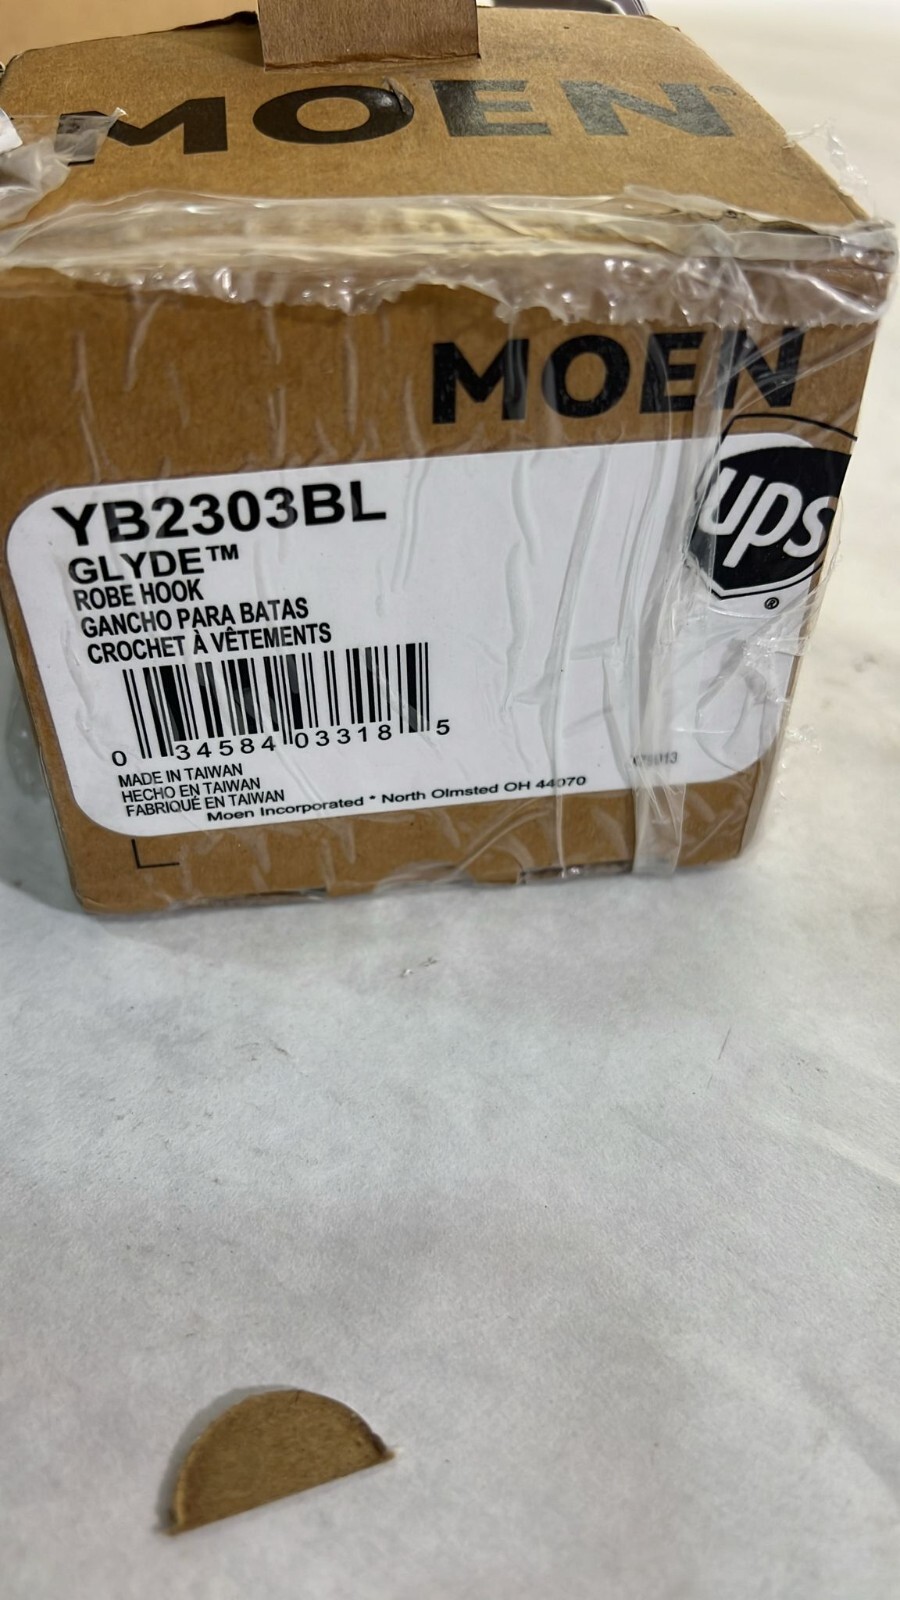 MOEN®
MOEN
ups
®
YB2303BL
GLYDE™
ROBE HOOK
GANCHO PARA BATAS
CROCHET À VÊTEMENTS
0 34584 03318 5
MADE IN TAIWAN
HECHO EN TAIWAN
FABRIQUÉ EN TAIWAN
Moen Incorporated * North Olmsted OH 44070